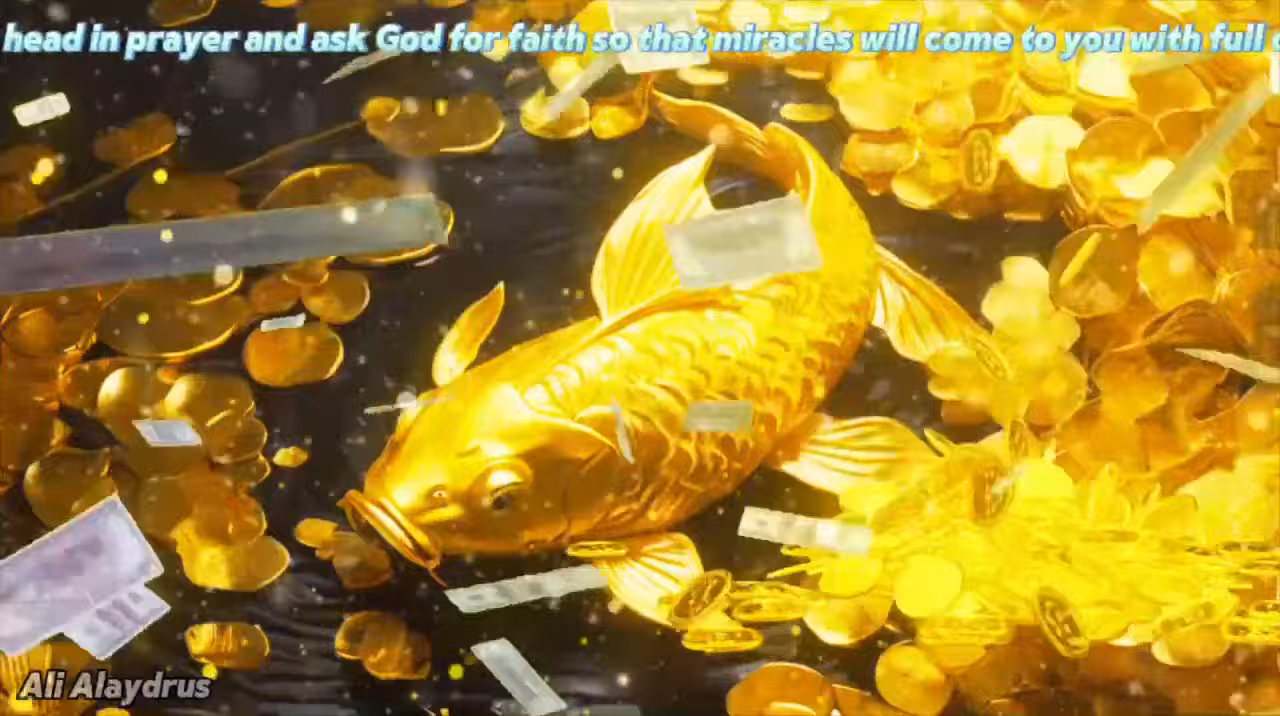 head in prayer and ask God for faith so that miracles will come to you with full
Ali Alaydrus